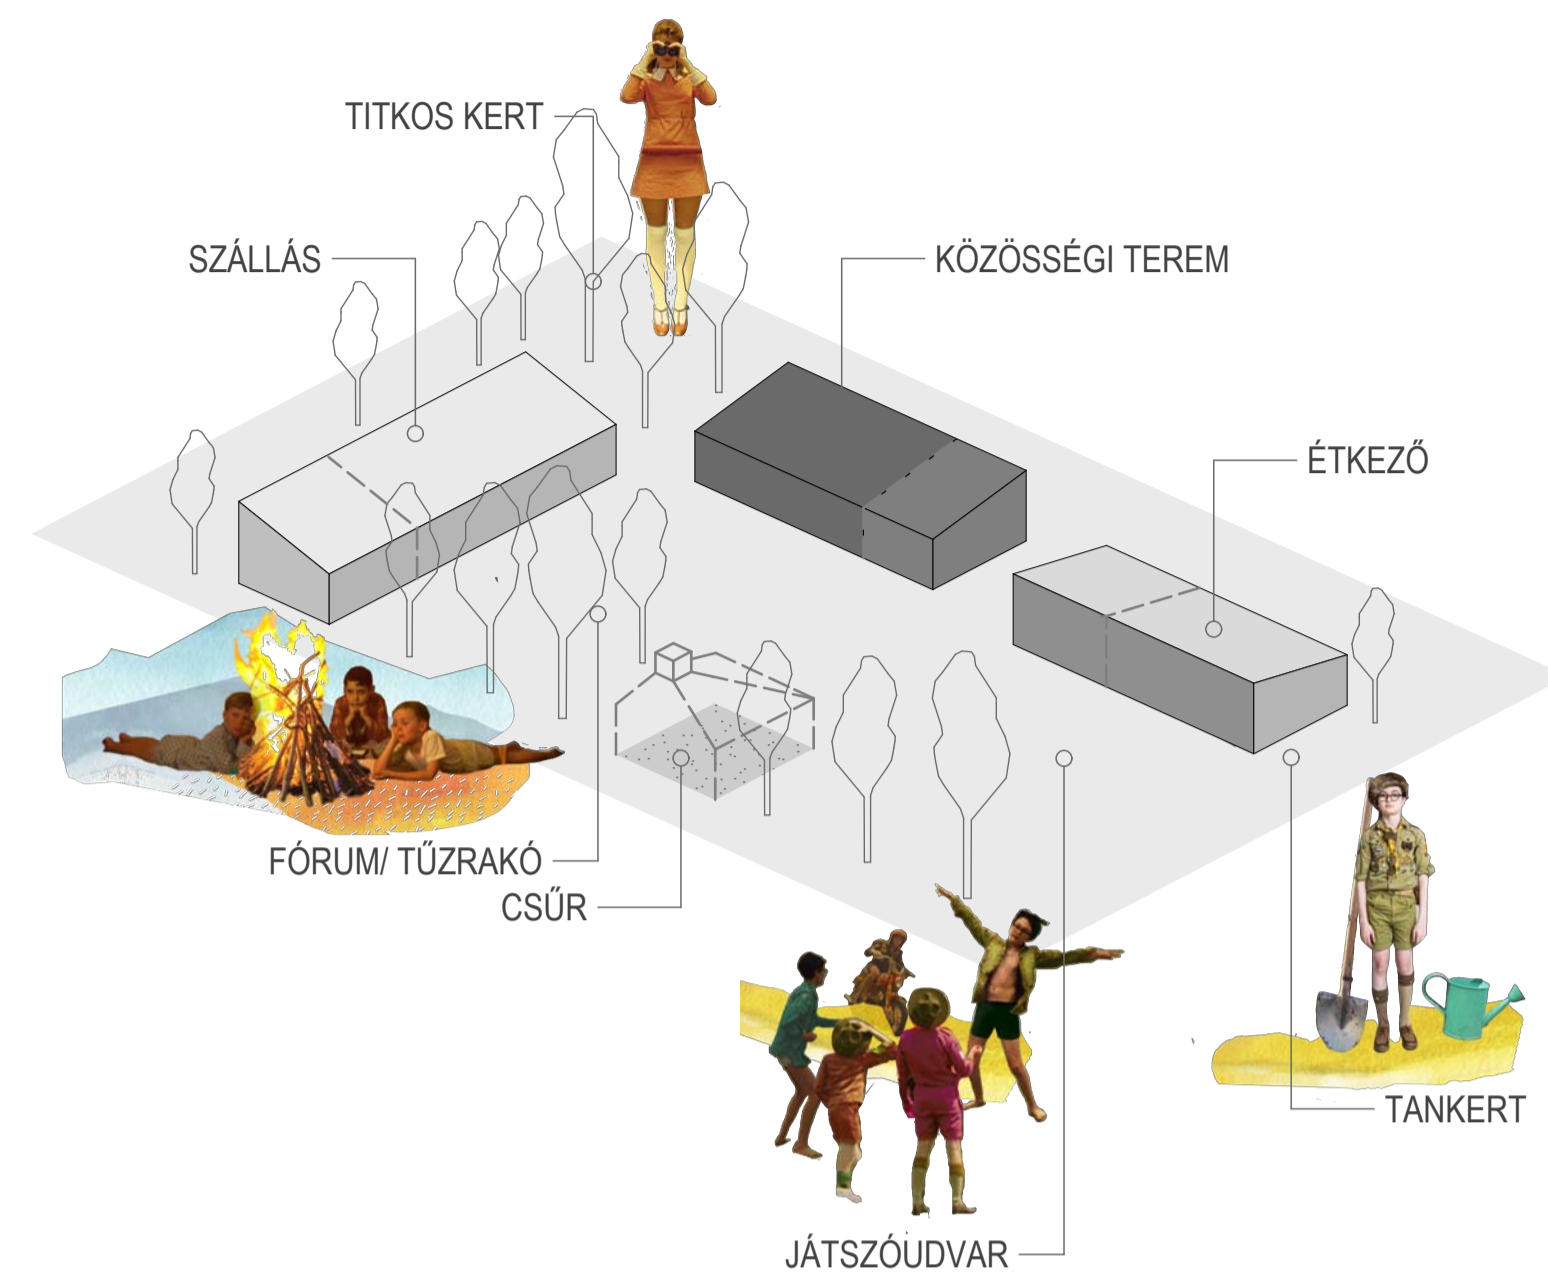 TITKOS KERT
SZÁLLÁS
KÖZÖSSÉGI TEREM
ÉTKEZŐ
FÓRUM/ TŰZRAKÓ
CSŰR
TANKERT
JÁTSZÓUDVAR